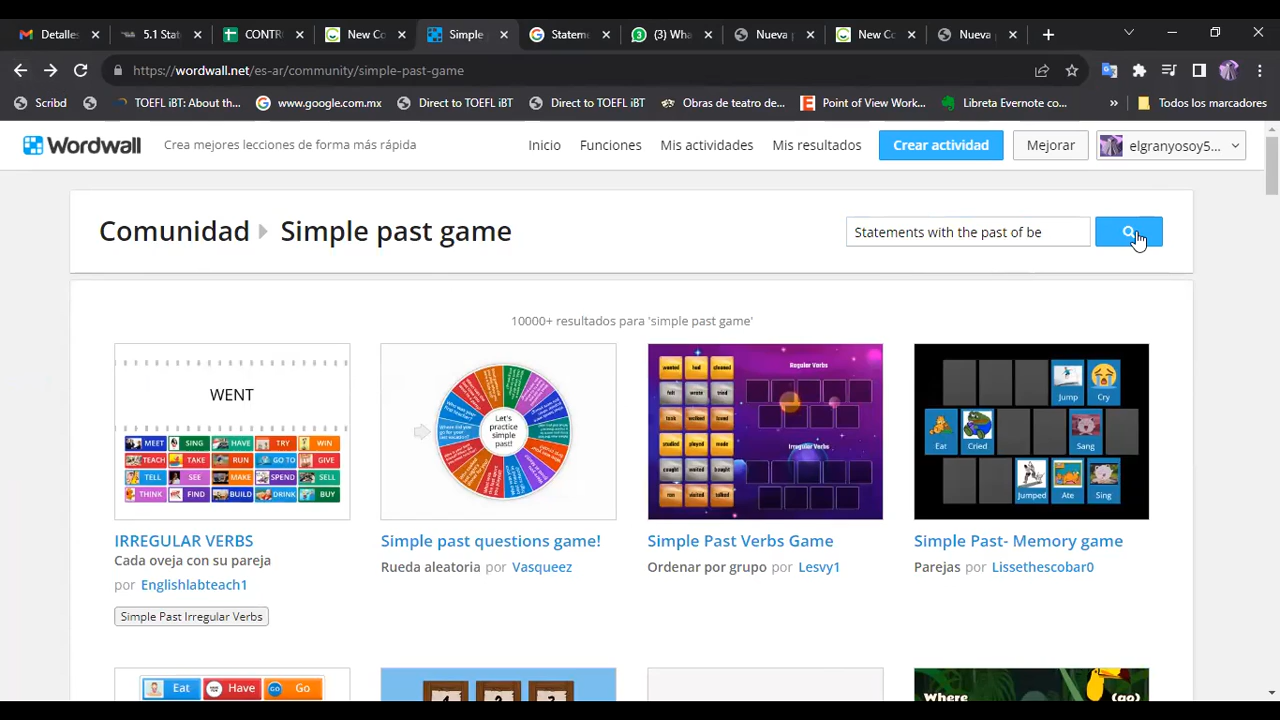 Detalles
5.1 Stat
CONTR
New Co
Simple
Statem
(3) Wha
Nueva p
New Co
Nueva
https://wordwall.net/es-ar/community/simple-past-game
Scribd
TOEFL iBT: About th...
www.google.com.mx
Direct to TOEFL iBT
Direct to TOEFL iBT
Obras de teatro de...
Point of View Work...
Libreta Evernote co...
»
Todos los marcadores
Wordwall
Crea mejores lecciones de forma más rápida
Inicio
Funciones
Mis actividades
Mis resultados
Crear actividad
Mejorar
elgranyosoy5...
Comunidad
Simple past game
Statements with the past of be
10000+ resultados para 'simple past game'
WENT
MEET SING HAVE TRY WIN
TEACH TAKE RUN GO TO GIVE
TELL SEE MAKE SPEND SELL
THINK FIND BUILD DRINK BUY
Let's
practice
simple
past!
Regular Verbs
Irregular Verbs
Jump Cry
Eat Cried Sang
Jumped Ate Sing
IRREGULAR VERBS
Cada oveja con su pareja
por Englishlabteach1
Simple Past Irregular Verbs
Simple past questions game!
Rueda aleatoria por Vasqueez
Simple Past Verbs Game
Ordenar por grupo por Lesvy1
Simple Past- Memory game
Parejas por Lissethescobar0
Eat Have Go
Where (go)